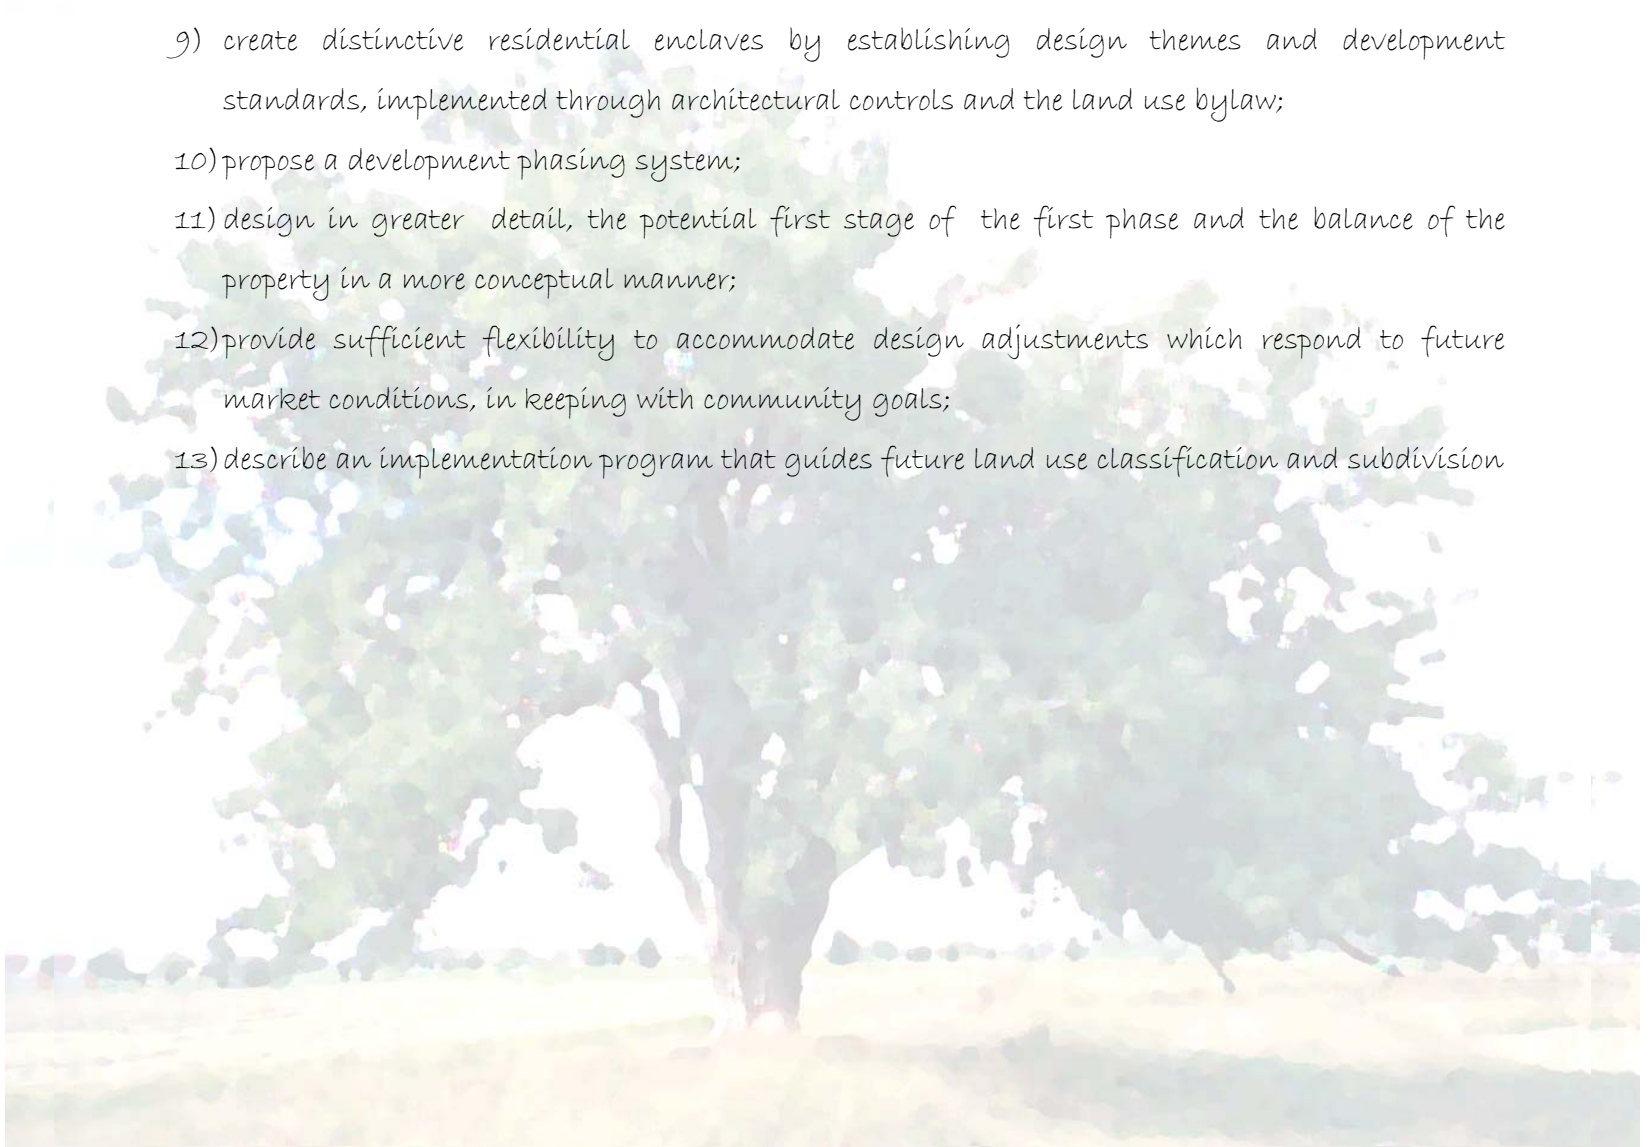 9) create distinctive residential enclaves by establishing design themes and development
standards, implemented through architectural controls and the land use bylaw;
10) propose a development phasing system;
11) design in greater detail, the potential first stage of the first phase and the balance of the
property in a more conceptual manner;
12) provide sufficient flexibility to accommodate design adjustments which respond to future
market conditions, in keeping with community goals;
13) describe an implementation program that guides future land use classification and subdivision